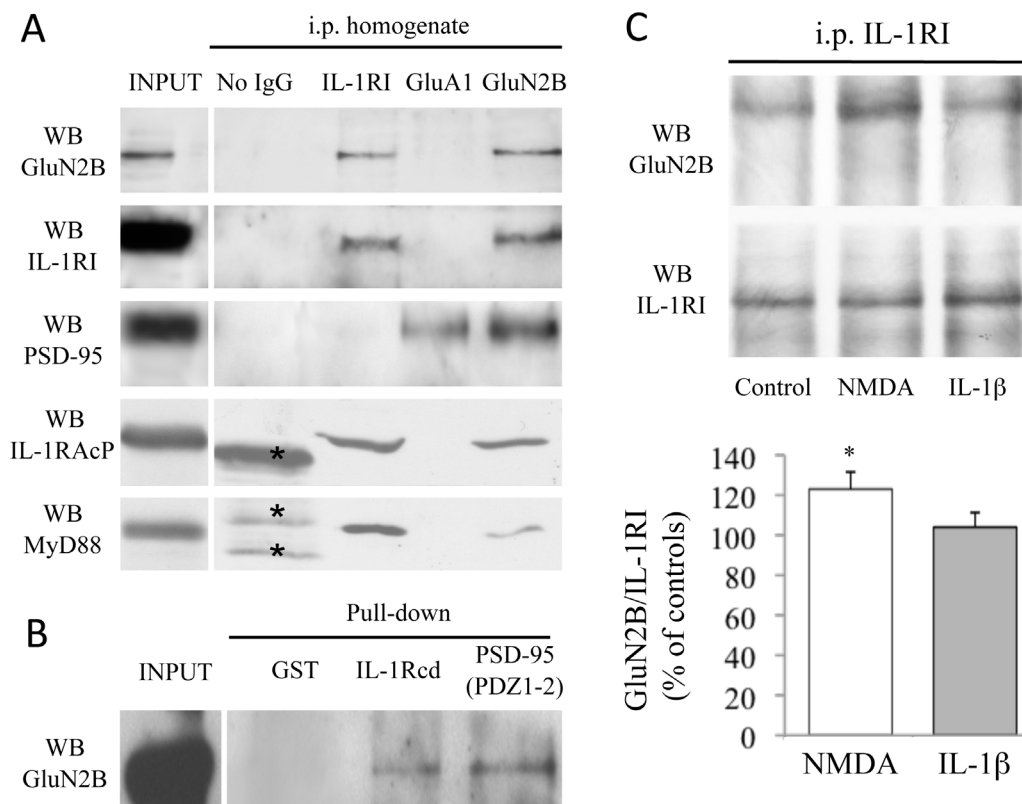 A
i.p. homogenate
INPUT No IgG IL-1RI GluA1 GluN2B
WB
GluN2B
WB
IL-1RI
WB
PSD-95
WB
IL-1RAcP
*
WB
MyD88
*
*
B
Pull-down
INPUT GST IL-1Rcd PSD-95
(PDZ1-2)
WB
GluN2B
C
i.p. IL-1RI
WB
GluN2B
WB
IL-1RI
Control NMDA IL-1β
GluN2B/IL-1RI
(% of controls)
140
120
100
80
60
40
20
0
*
NMDA IL-1β